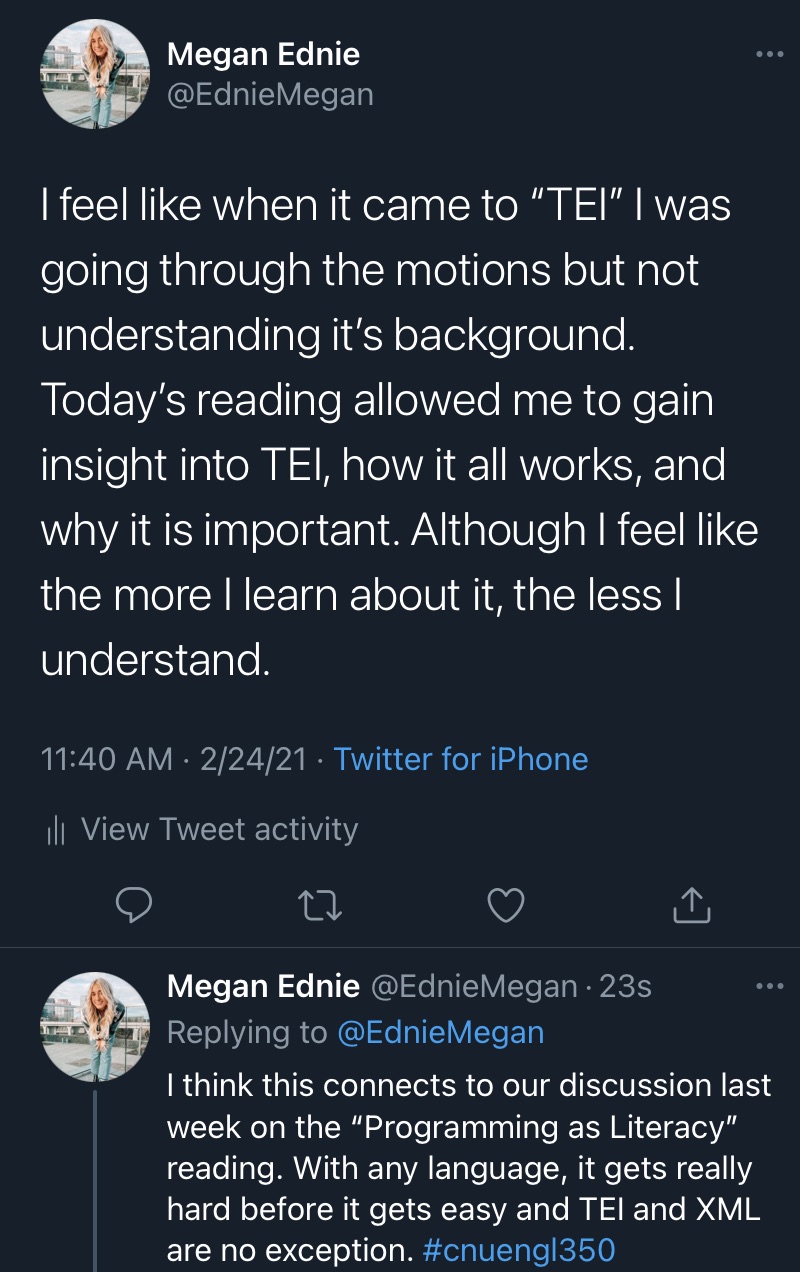 Megan Ednie
@EdnieMegan
I feel like when it came to “TEI” I was
going through the motions but not
understanding it’s background.
Today’s reading allowed me to gain
insight into TEI, how it all works, and
why it is important. Although I feel like
the more I learn about it, the less I
understand.
11:40 AM · 2/24/21 · Twitter for iPhone
View Tweet activity
Megan Ednie @EdnieMegan · 23s
Replying to @EdnieMegan
I think this connects to our discussion last
week on the “Programming as Literacy”
reading. With any language, it gets really
hard before it gets easy and TEI and XML
are no exception. #cnuengl350